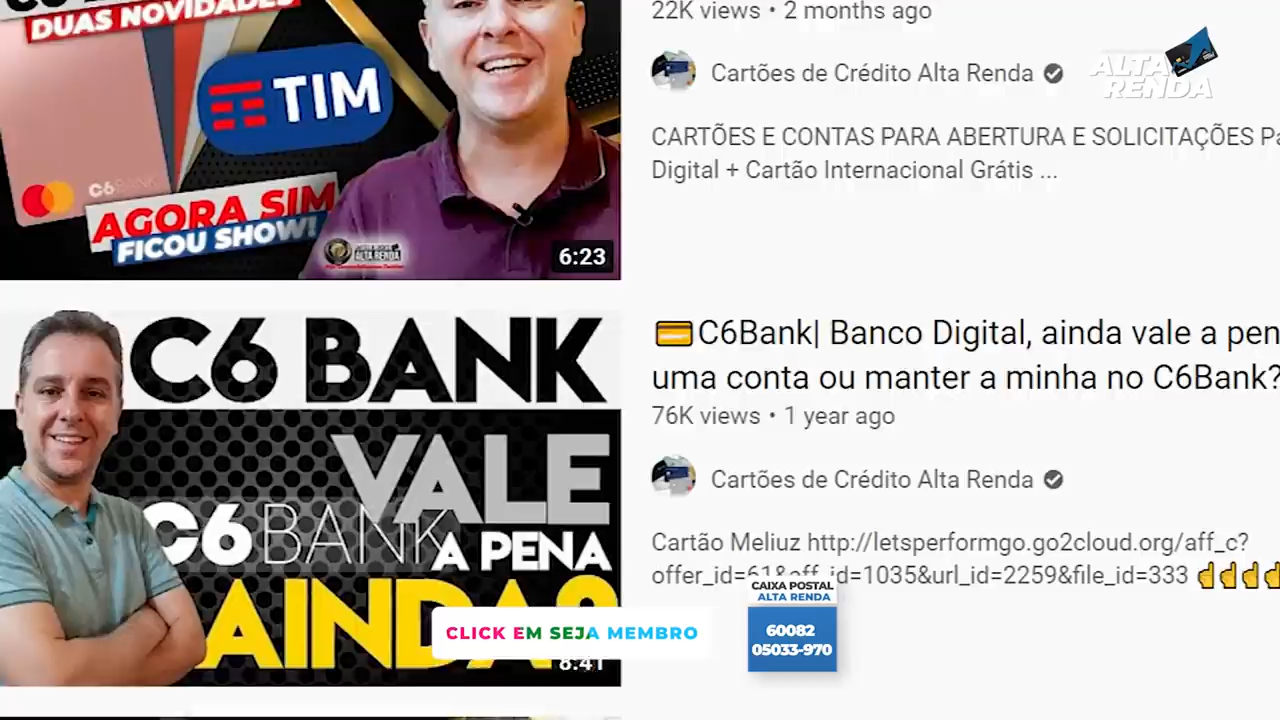 DUAS NOVIDADES
TIM
C6BANK
AGORA SIM
FICOU SHOW!
ALTA RENDA
6:23
22K views • 2 months ago
Cartões de Crédito Alta Renda
CARTÕES E CONTAS PARA ABERTURA E SOLICITAÇÕES
Digital + Cartão Internacional Grátis ...
ALTA
RENDA
C6 BANK
VALE
C6BANK
A PENA
AINDA?
8:41
C6Bank| Banco Digital, ainda vale a pen
uma conta ou manter a minha no C6Bank?
76K views • 1 year ago
Cartões de Crédito Alta Renda
Cartão Meliuz http://letsperformgo.go2cloud.org/aff_c?
offer_id=61&aff_id=1035&url_id=2259&file_id=333
CLICK EM SEJA MEMBRO
CAIXA POSTAL
ALTA RENDA
60082
05033-970